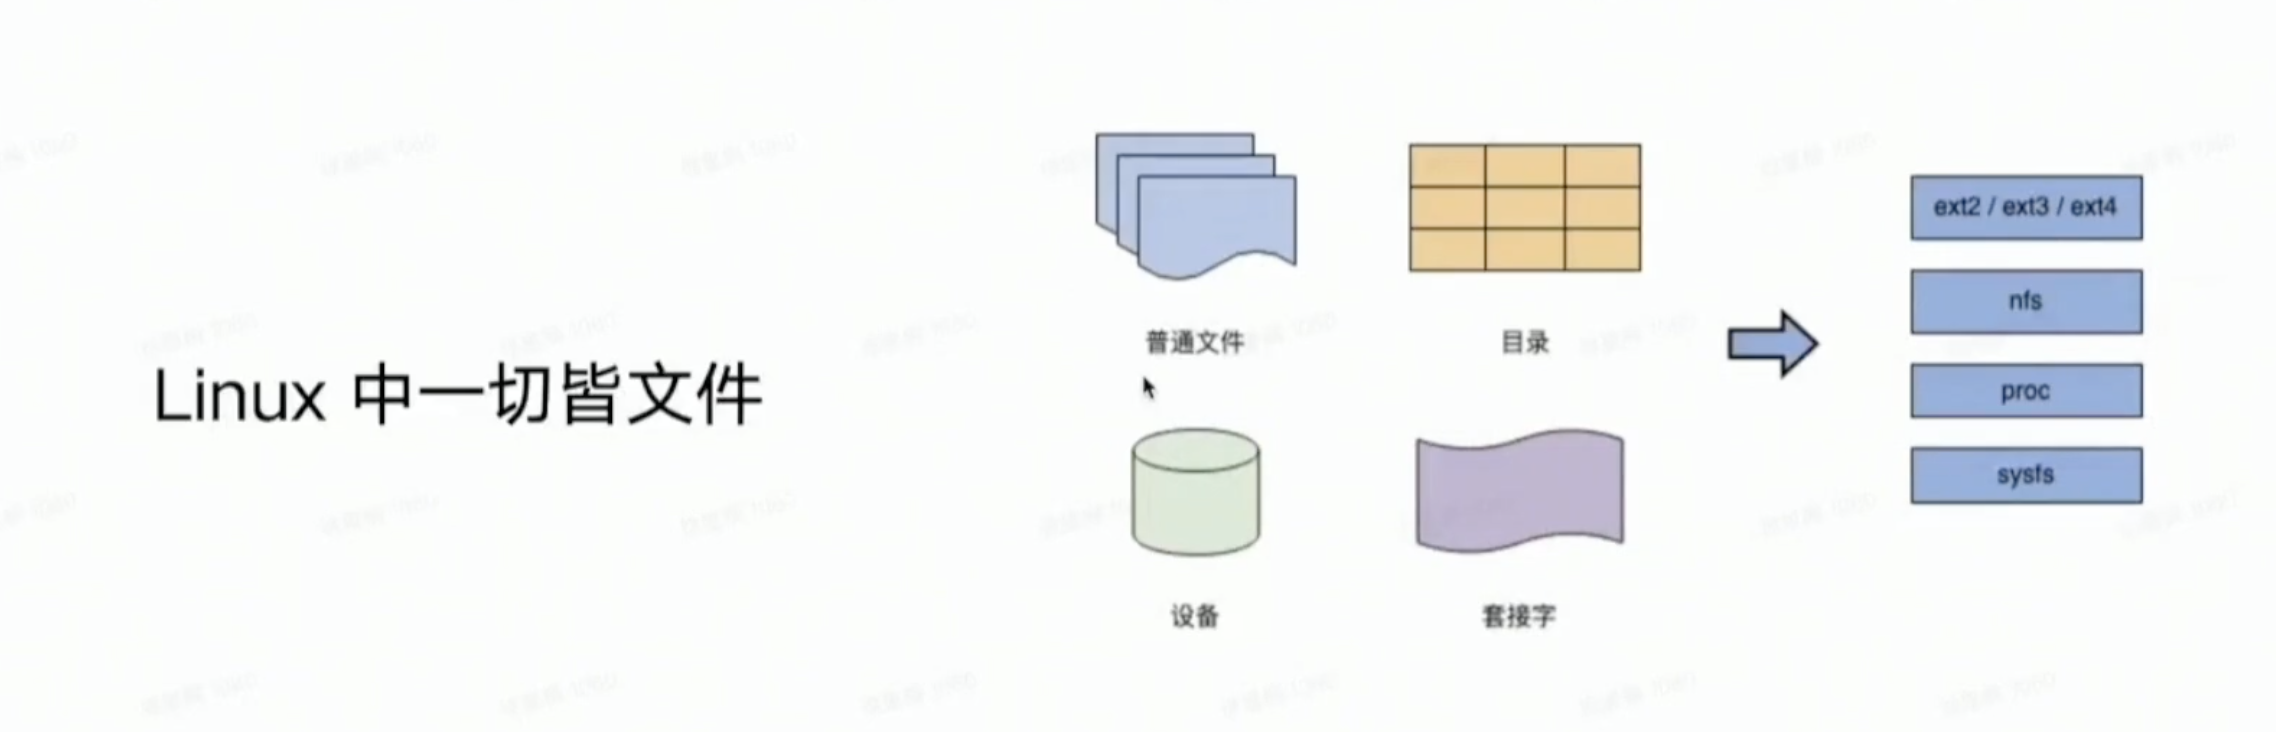 Linux 中一切皆文件
普通文件
目录
设备
套接字
ext2 / ext3 / ext4
nfs
proc
sysfs